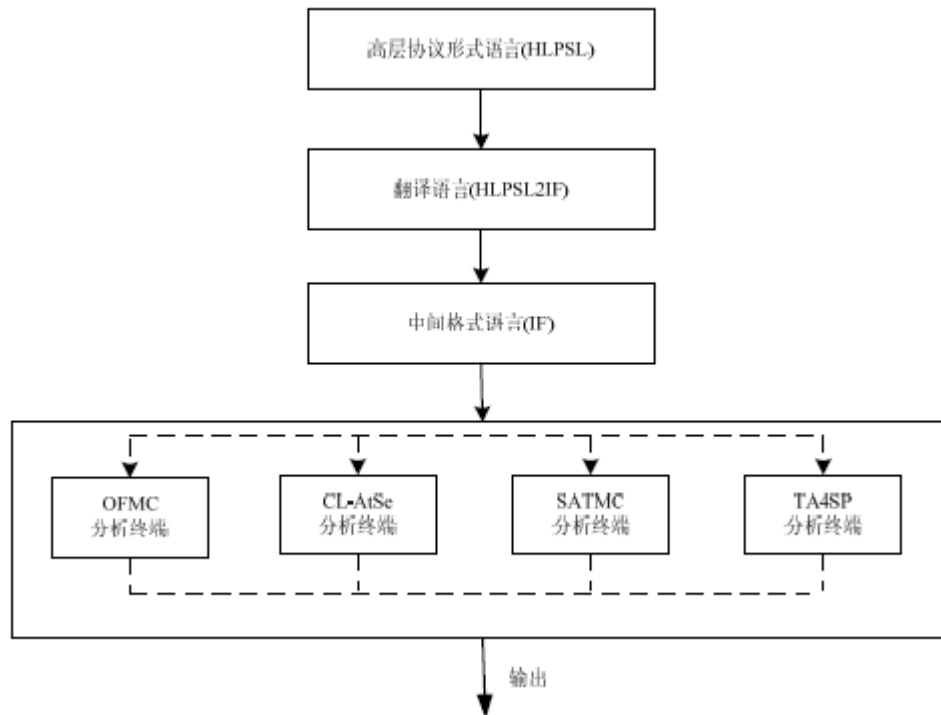 高层协议形式语言(HLPSL)
翻译语言(HLPSL2IF)
中间格式语言(IF)
OFMC
分析终端
CL-AtSe
分析终端
SATMC
分析终端
TA4SP
分析终端
输出